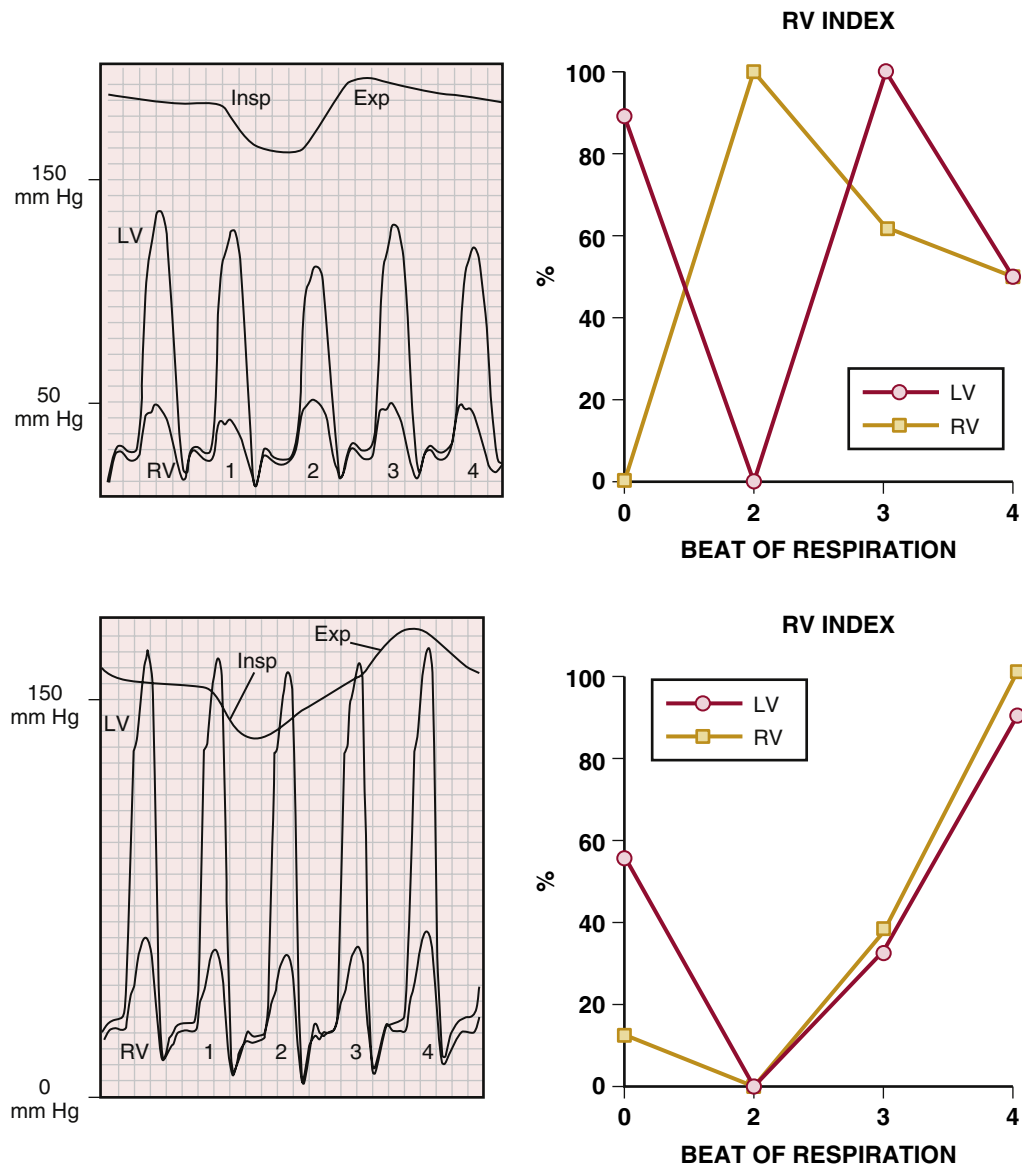 RV INDEX
Insp
Exp
150
mm Hg
LV
50
mm Hg
RV 1 2 3 4
100
80
60
40
20
0
%
LV
RV
0 2 3 4
BEAT OF RESPIRATION
RV INDEX
Exp
Insp
150
mm Hg
LV
RV 1 2 3 4
0
mm Hg
100
80
60
40
20
0
%
LV
RV
0 2 3 4
BEAT OF RESPIRATION